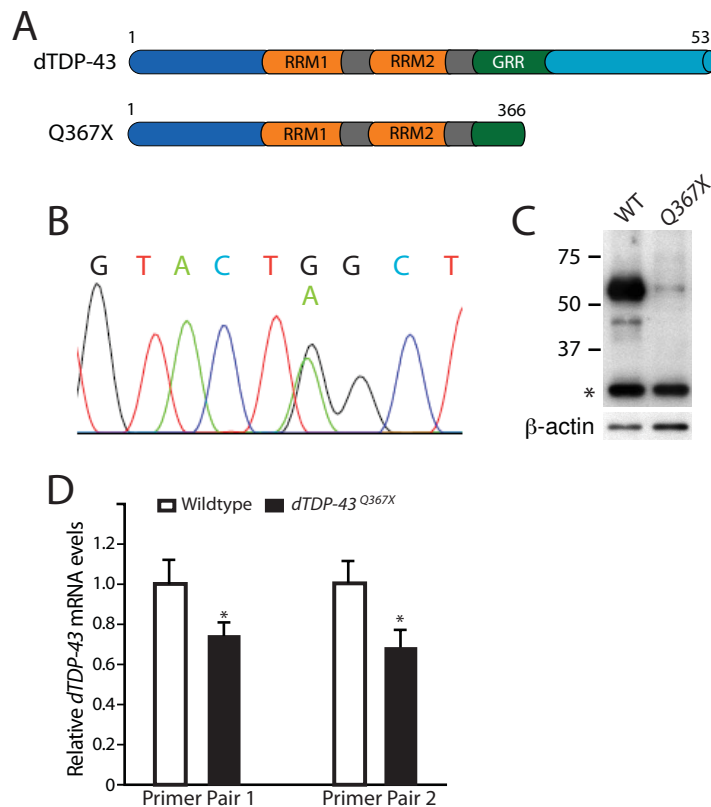 A
1 53
dTDP-43 RRM1 RRM2 GRR
1 366
Q367X RRM1 RRM2
B
G T A C T G G C T
A
C
WT Q367X
75
50
37
*
β-actin
D
Wildtype dTDP-43 Q367X
Relative dTDP-43 mRNA evels
1.2
1.0
0.8
0.6
0.4
0.2
0
* *
Primer Pair 1 Primer Pair 2